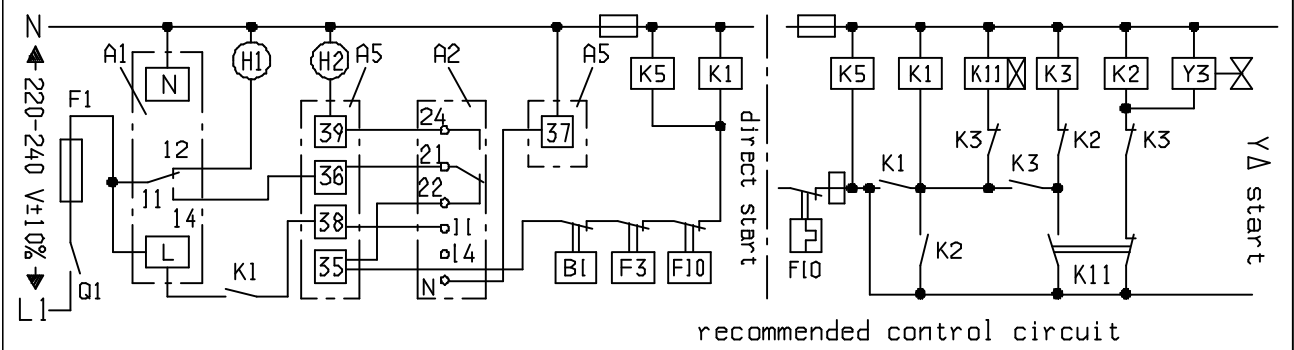 N
A1
H1
H2
A5
A2
A5
K5
K1
K5
K1
K11
K3
K2
Y3
N
F1
39
24
37
K3
K2
K3
12
21
36
22
K1
K3
11
14
38
11
L
35
14
K2
K1
B1
F3
F10
F10
K11
N
Q1
L1
220-240 V±10%
direct start
YΔ start
recommended control circuit